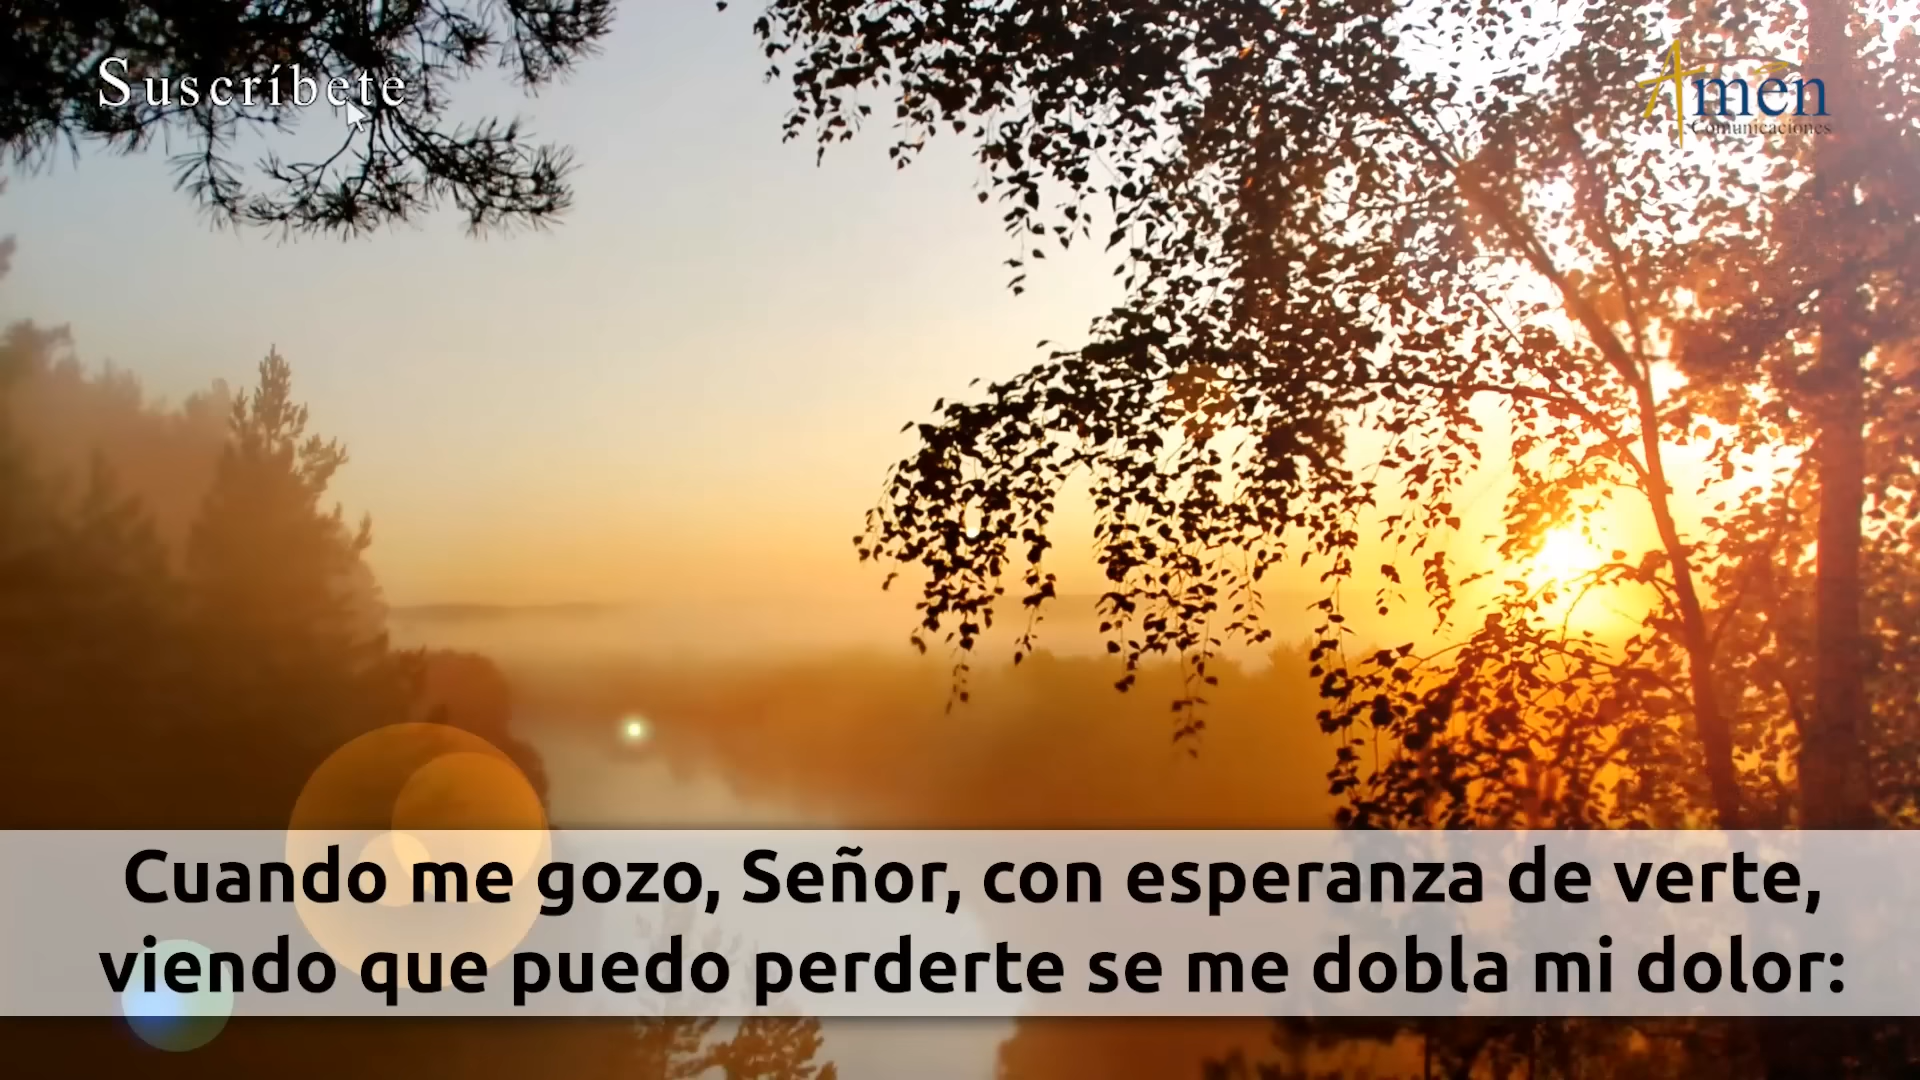 Suscríbete
Amén
Comunicaciones
Cuando me gozo, Señor, con esperanza de verte,
viendo que puedo perderte se me dobla mi dolor: